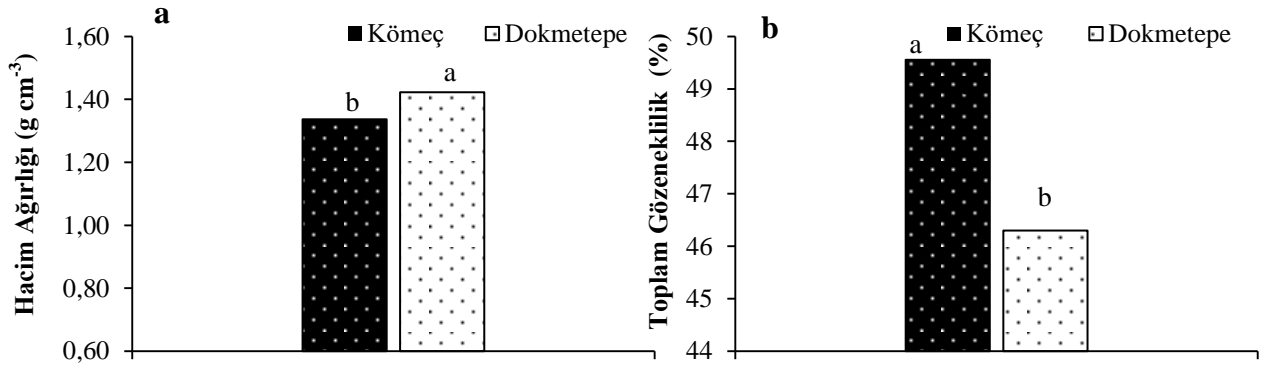 a
Kömeç Dokmetepe
Hacim Ağırlığı (g cm-3)
1,60
1,40
1,20
1,00
0,80
0,60
b
a
b
Kömeç Dokmetepe
Toplam Gözeneklilik (%)
50
49
48
47
46
45
44
a
b